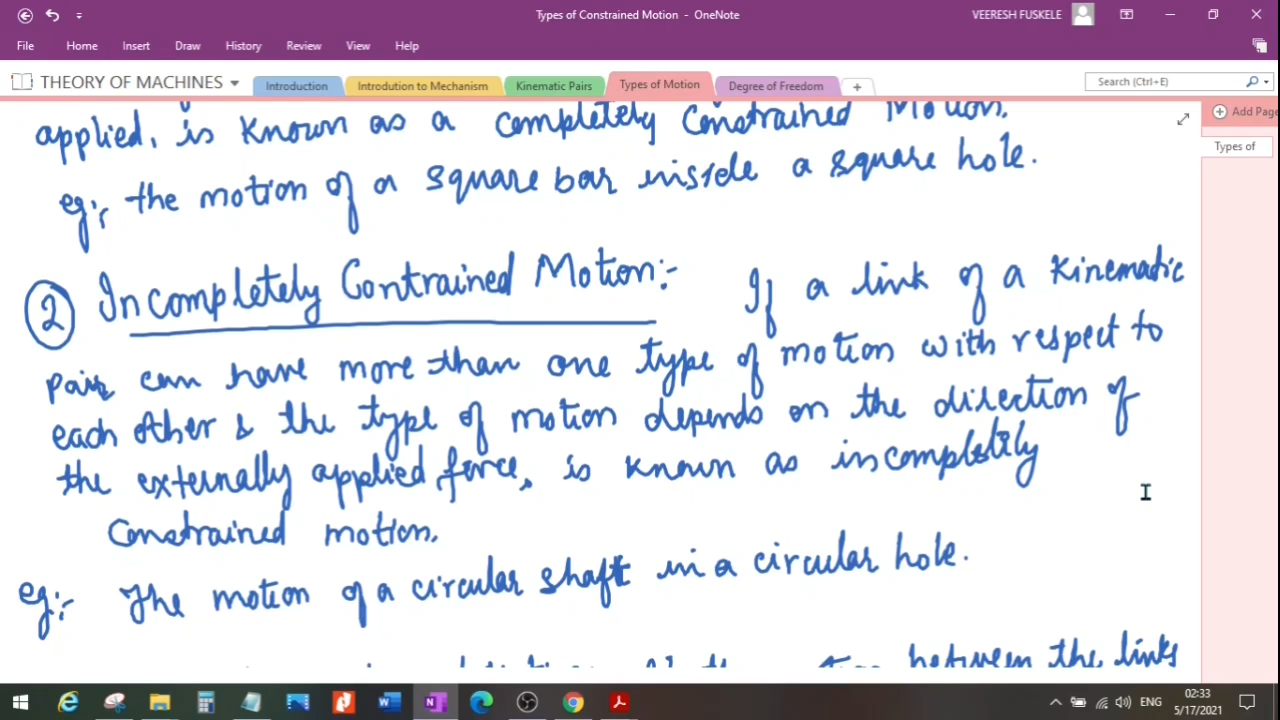 Types of Constrained Motion - OneNote
VEERESH FUSKELE
File Home Insert Draw History Review View Help
THEORY OF MACHINES
Introduction
Introdution to Mechanism
Kinematic Pairs
Types of Motion
Degree of Freedom
Search (Ctrl+E)
Add Page
Types of
applied, is known as a completely Constrained Motion.
eg:, the motion of a square bar inside a square hole.
2 Incompletely Contrained Motion:- If a link of a Kinematic
pair can have more than one type of motion with respect to
each other & the type of motion depends on the direction of
the externally applied force, is known as incompletely
Constrained motion.
eg:- The motion of a circular shaft in a circular hole.
between the links
ENG
02:33
5/17/2021